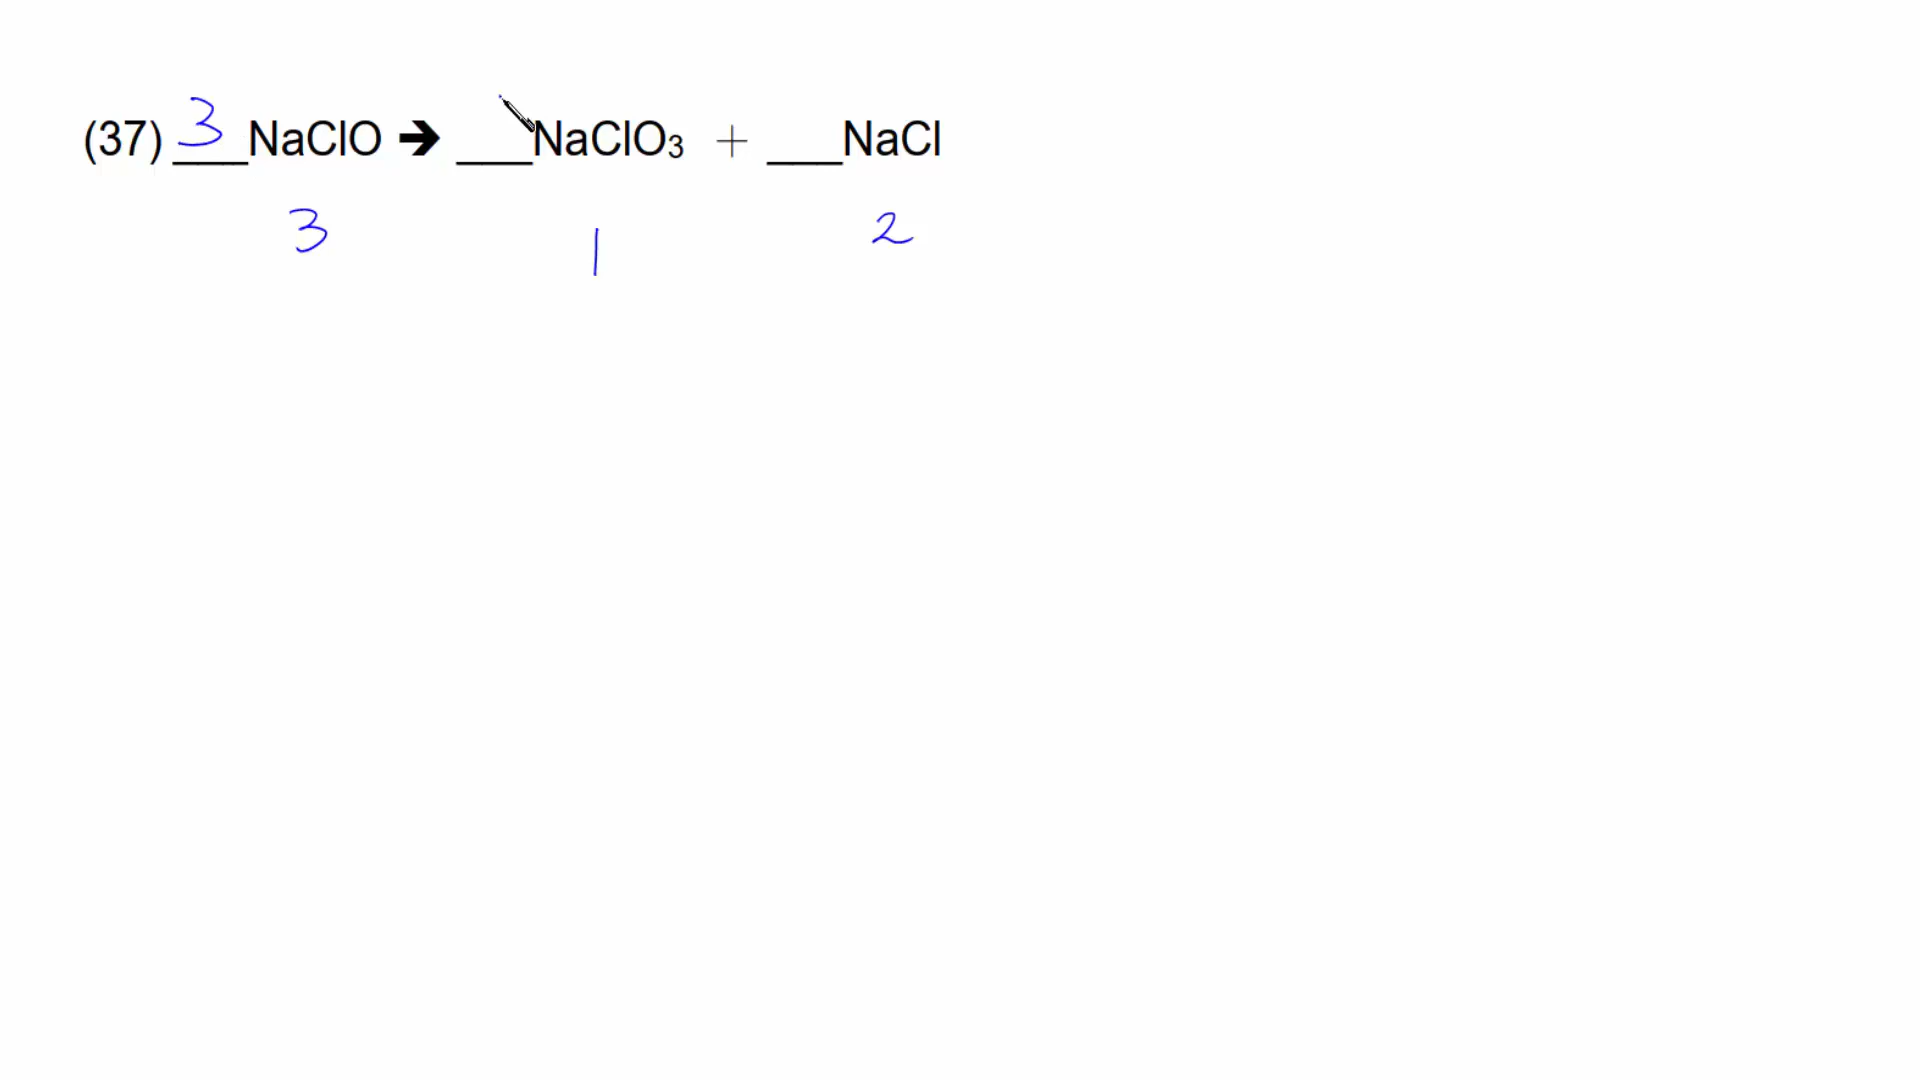 (37) 3 NaClO ➔ ___NaClO₃ + ___NaCl
3 1 2